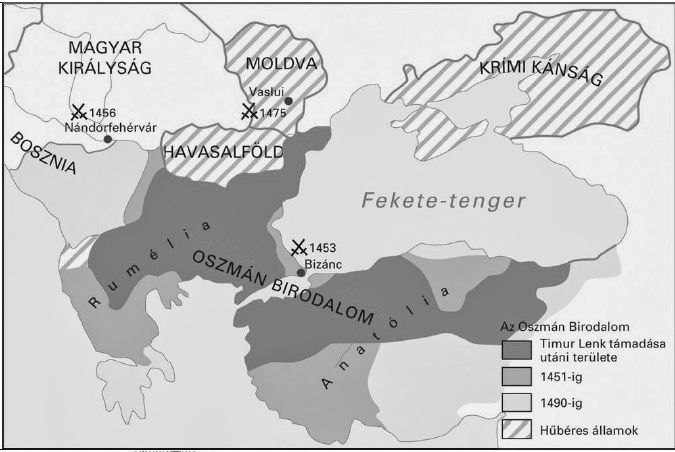 MAGYAR
KIRÁLYSÁG
MOLDVA
KRÍMI KÁNSÁG
Vaslui
1456
1475
Nándorfehérvár
BOSZNIA
HAVASALFÖLD
Fekete-tenger
Rumélia
1453
Bizánc
OSZMÁN BIRODALOM
Anatólia
Az Oszmán Birodalom
Timur Lenk támadása
utáni területe
1451-ig
1490-ig
Hűbéres államok